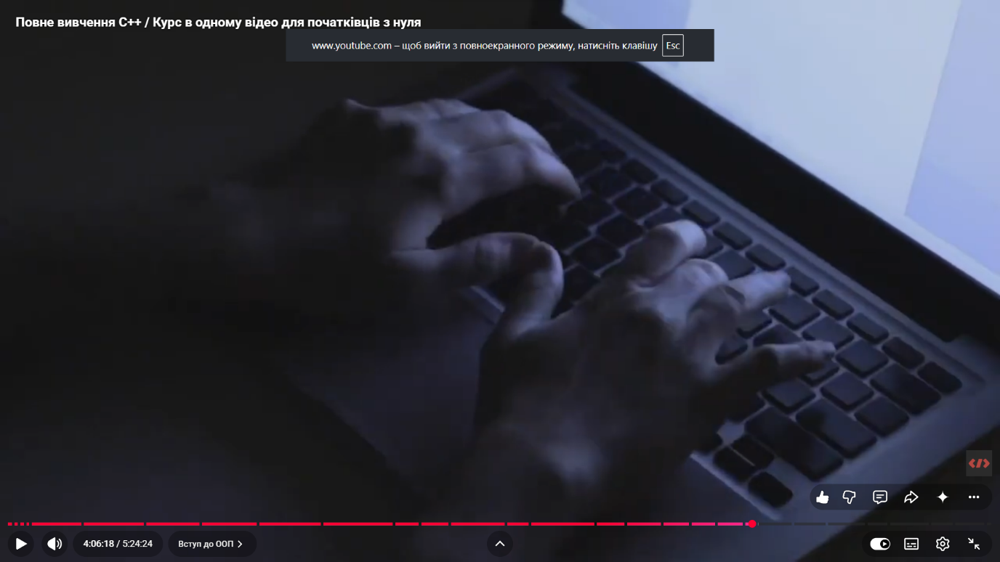 Повне вивчення C++ / Курс в одному відео для початківців з нуля
www.youtube.com – щоб вийти з повноекранного режиму, натисніть клавішу Esc
</>
4:06:18 / 5:24:24 Вступ до ООП